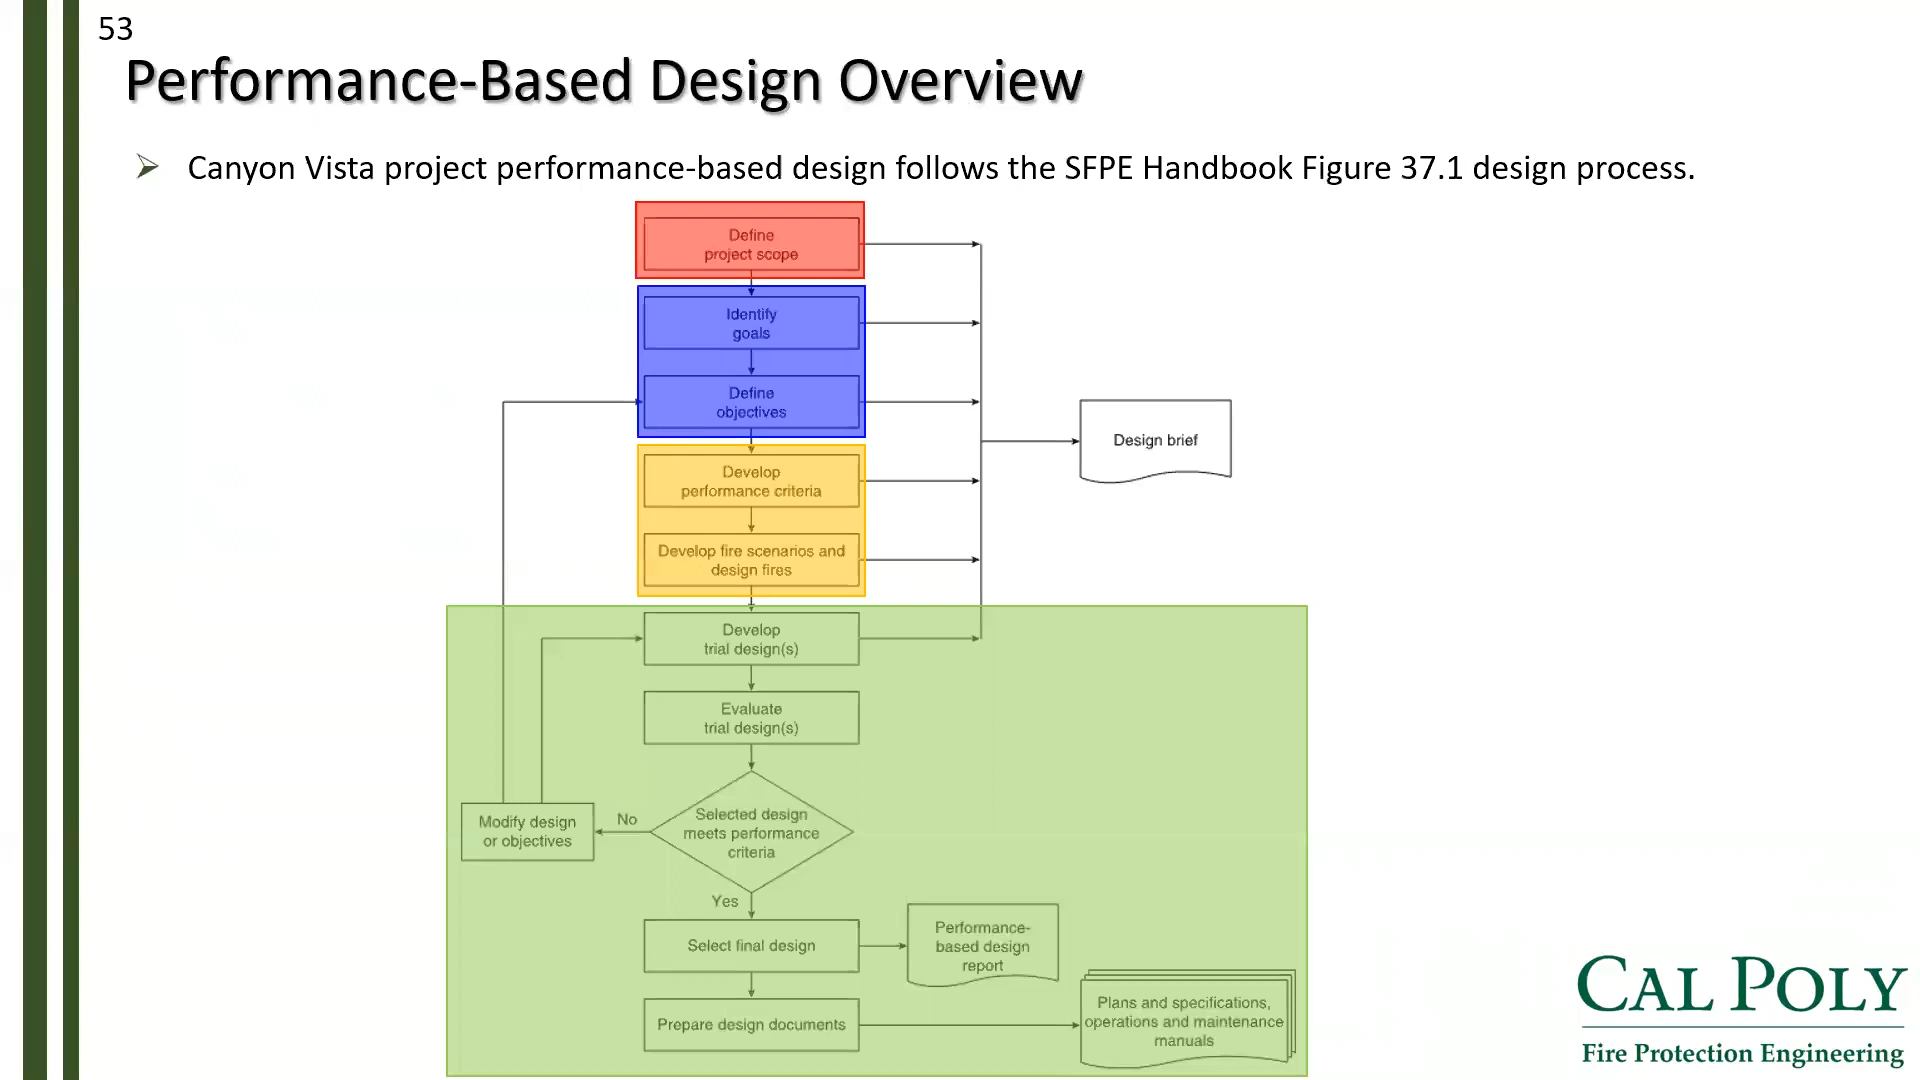 53
Performance-Based Design Overview
Canyon Vista project performance-based design follows the SFPE Handbook Figure 37.1 design process.
Define
project scope
Identify
goals
Define
objectives
Design brief
Develop
performance criteria
Develop fire scenarios and
design fires
Develop
trial design(s)
Evaluate
trial design(s)
Selected design
meets performance
criteria
No
Modify design
or objectives
Yes
Select final design
Performance-
based design
report
Prepare design documents
Plans and specifications,
operations and maintenance
manuals
CAL POLY
Fire Protection Engineering